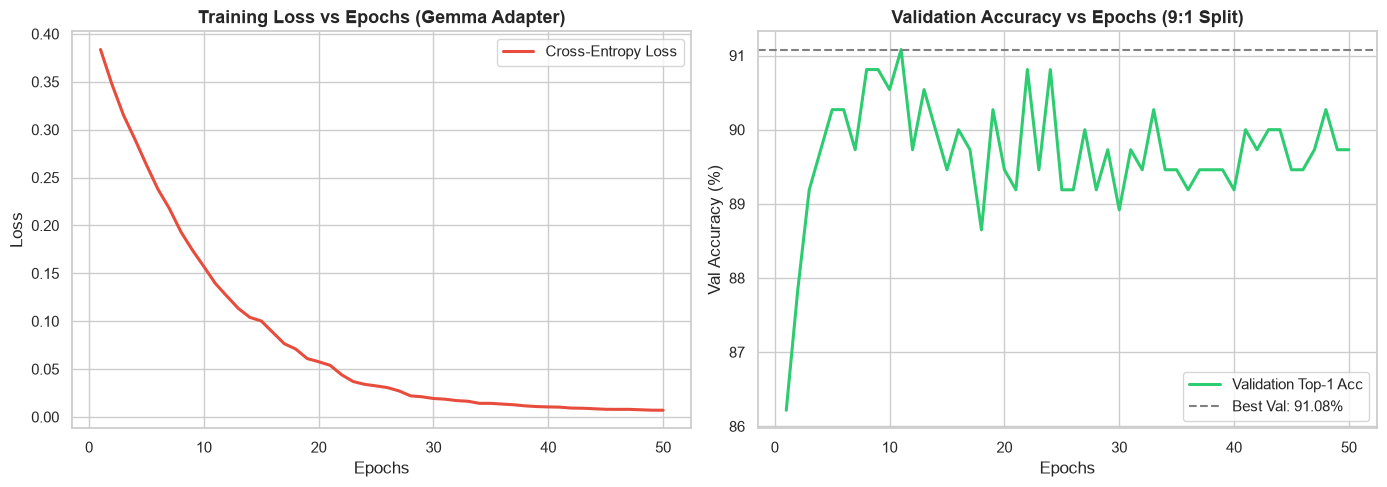 Training Loss vs Epochs (Gemma Adapter)
Cross-Entropy Loss
0.40
0.35
0.30
0.25
0.20
0.15
0.10
0.05
0.00
Loss
0 10 20 30 40 50
Epochs
Validation Accuracy vs Epochs (9:1 Split)
91
90
89
88
87
86
Val Accuracy (%)
Validation Top-1 Acc
Best Val: 91.08%
0 10 20 30 40 50
Epochs